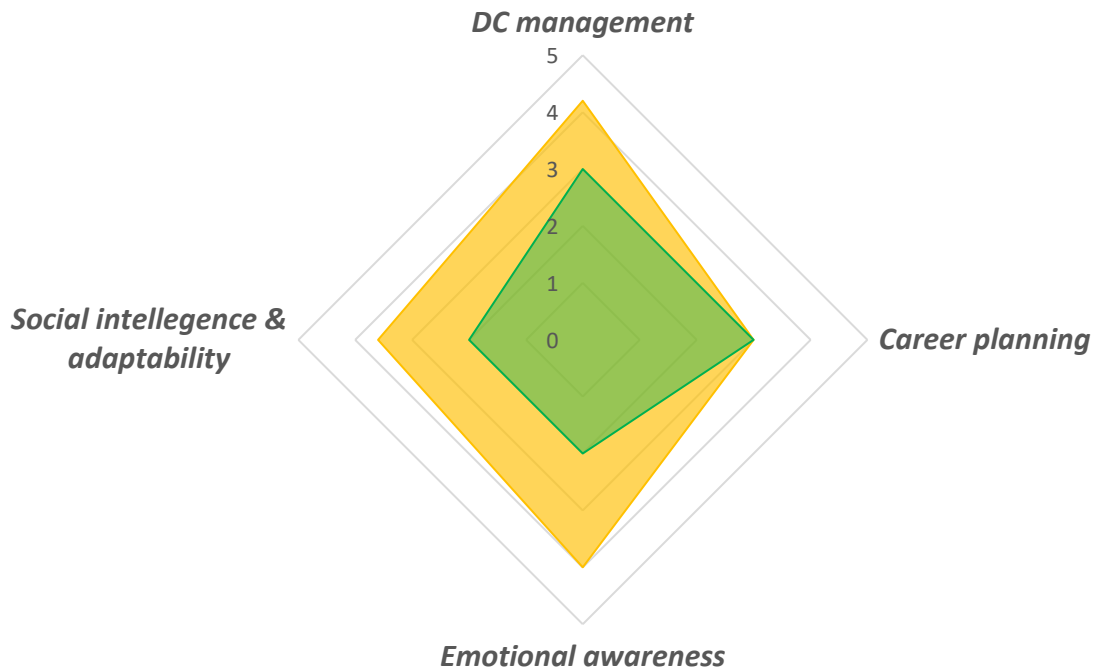 DC management
5
4
3
2
1
0
Social intellegence &
adaptability
Career planning
Emotional awareness